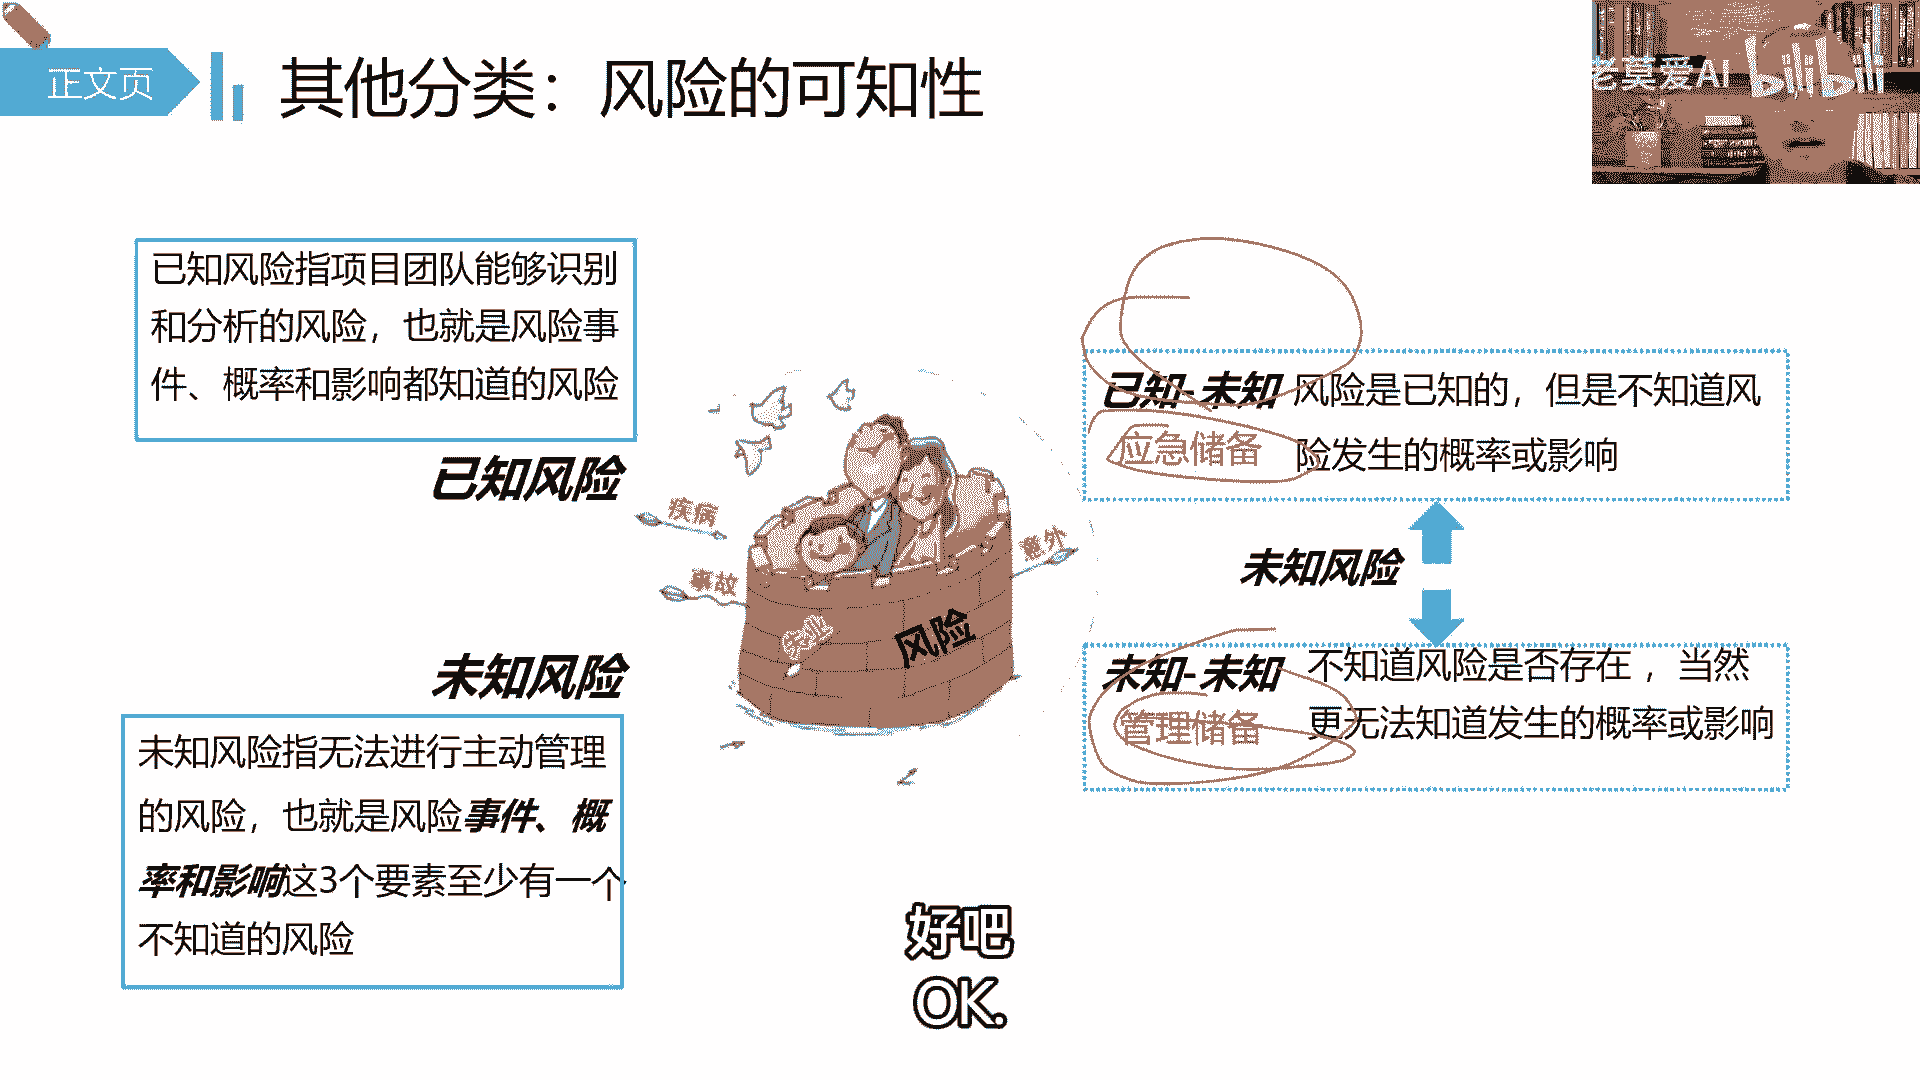 正文页
其他分类：风险的可知性
老莫爱AI
bilibili
已知风险指项目团队能够识别
和分析的风险，也就是风险事
件、概率和影响都知道的风险
已知风险
未知风险
未知风险指无法进行主动管理
的风险，也就是风险事件、概
率和影响这3个要素至少有一个
不知道的风险
疾病
事故
失业
意外
风险
已知-未知 风险是已知的，但是不知道风
应急储备 险发生的概率或影响
未知风险
未知-未知 不知道风险是否存在，当然
管理储备 更无法知道发生的概率或影响
好吧
OK.